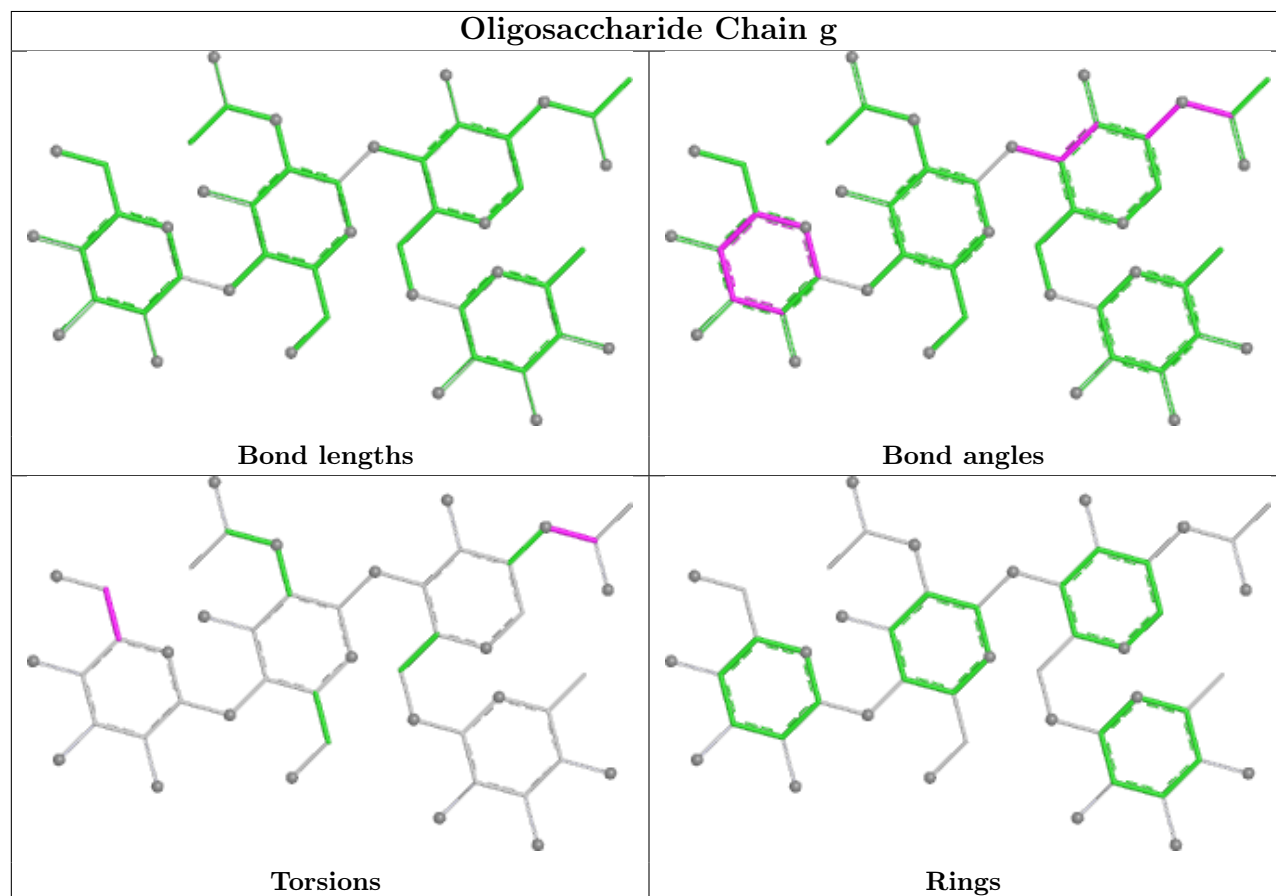 Oligosaccharide Chain g
Bond lengths
Bond angles
Torsions
Rings